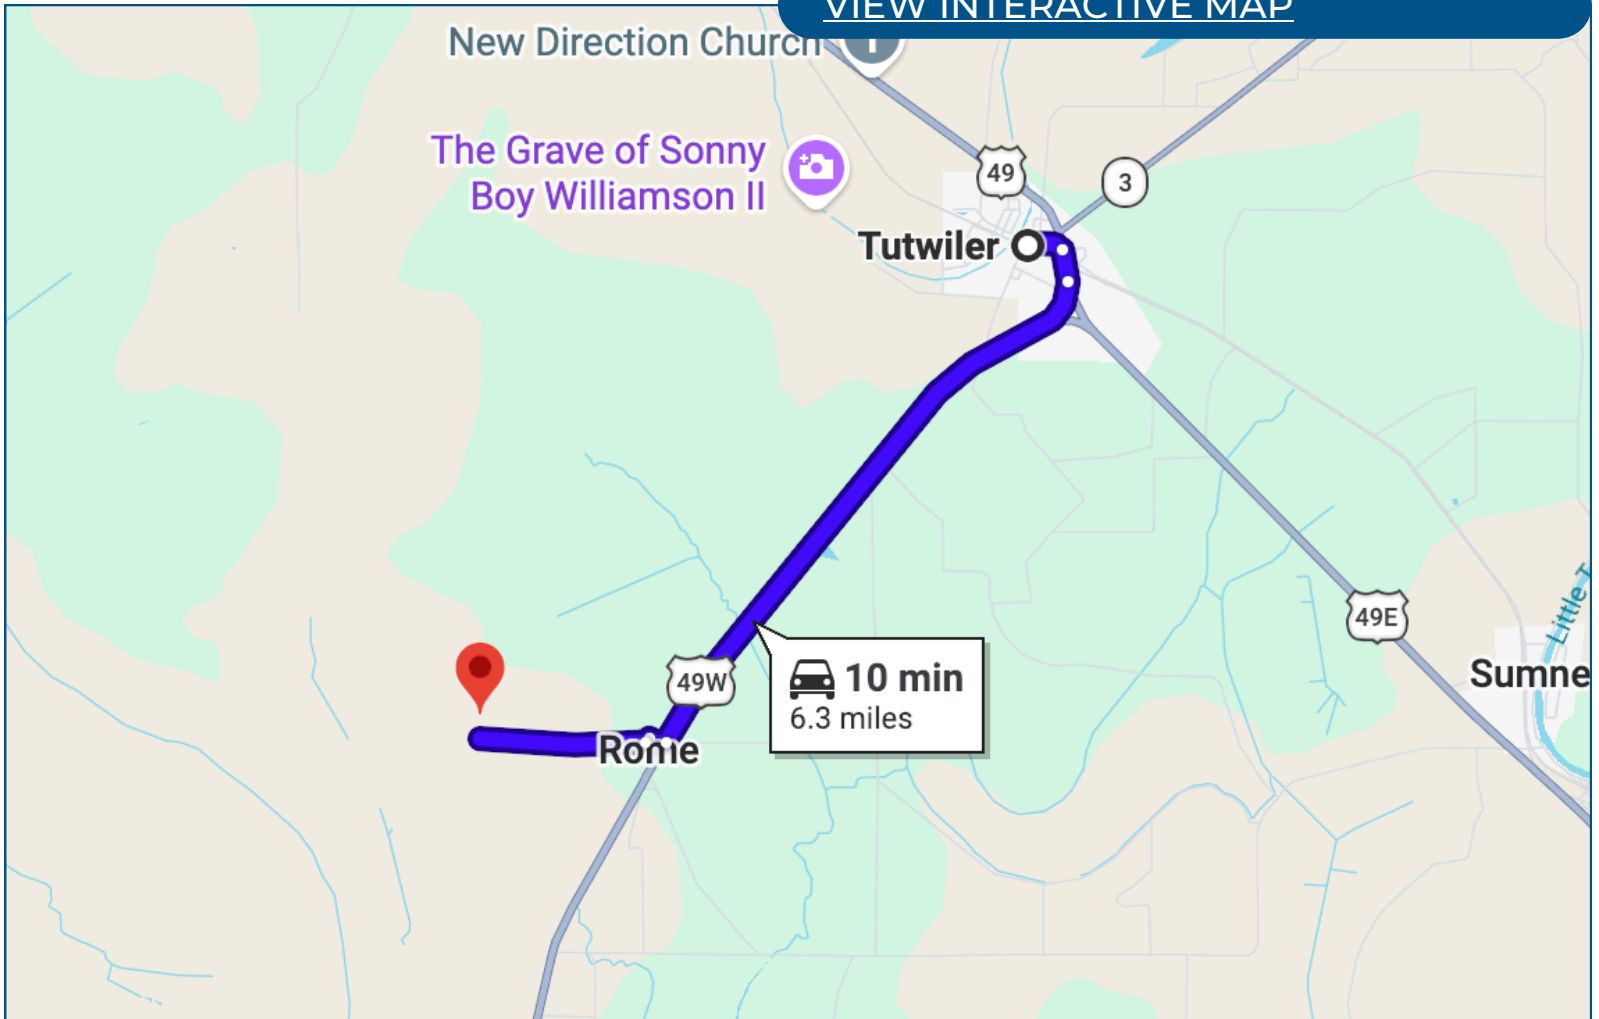 VIEW INTERACTIVE MAP
New Direction Church
The Grave of Sonny
Boy Williamson II
49
3
Tutwiler
49E
Little T
Sumne
49W
10 min
6.3 miles
Rome